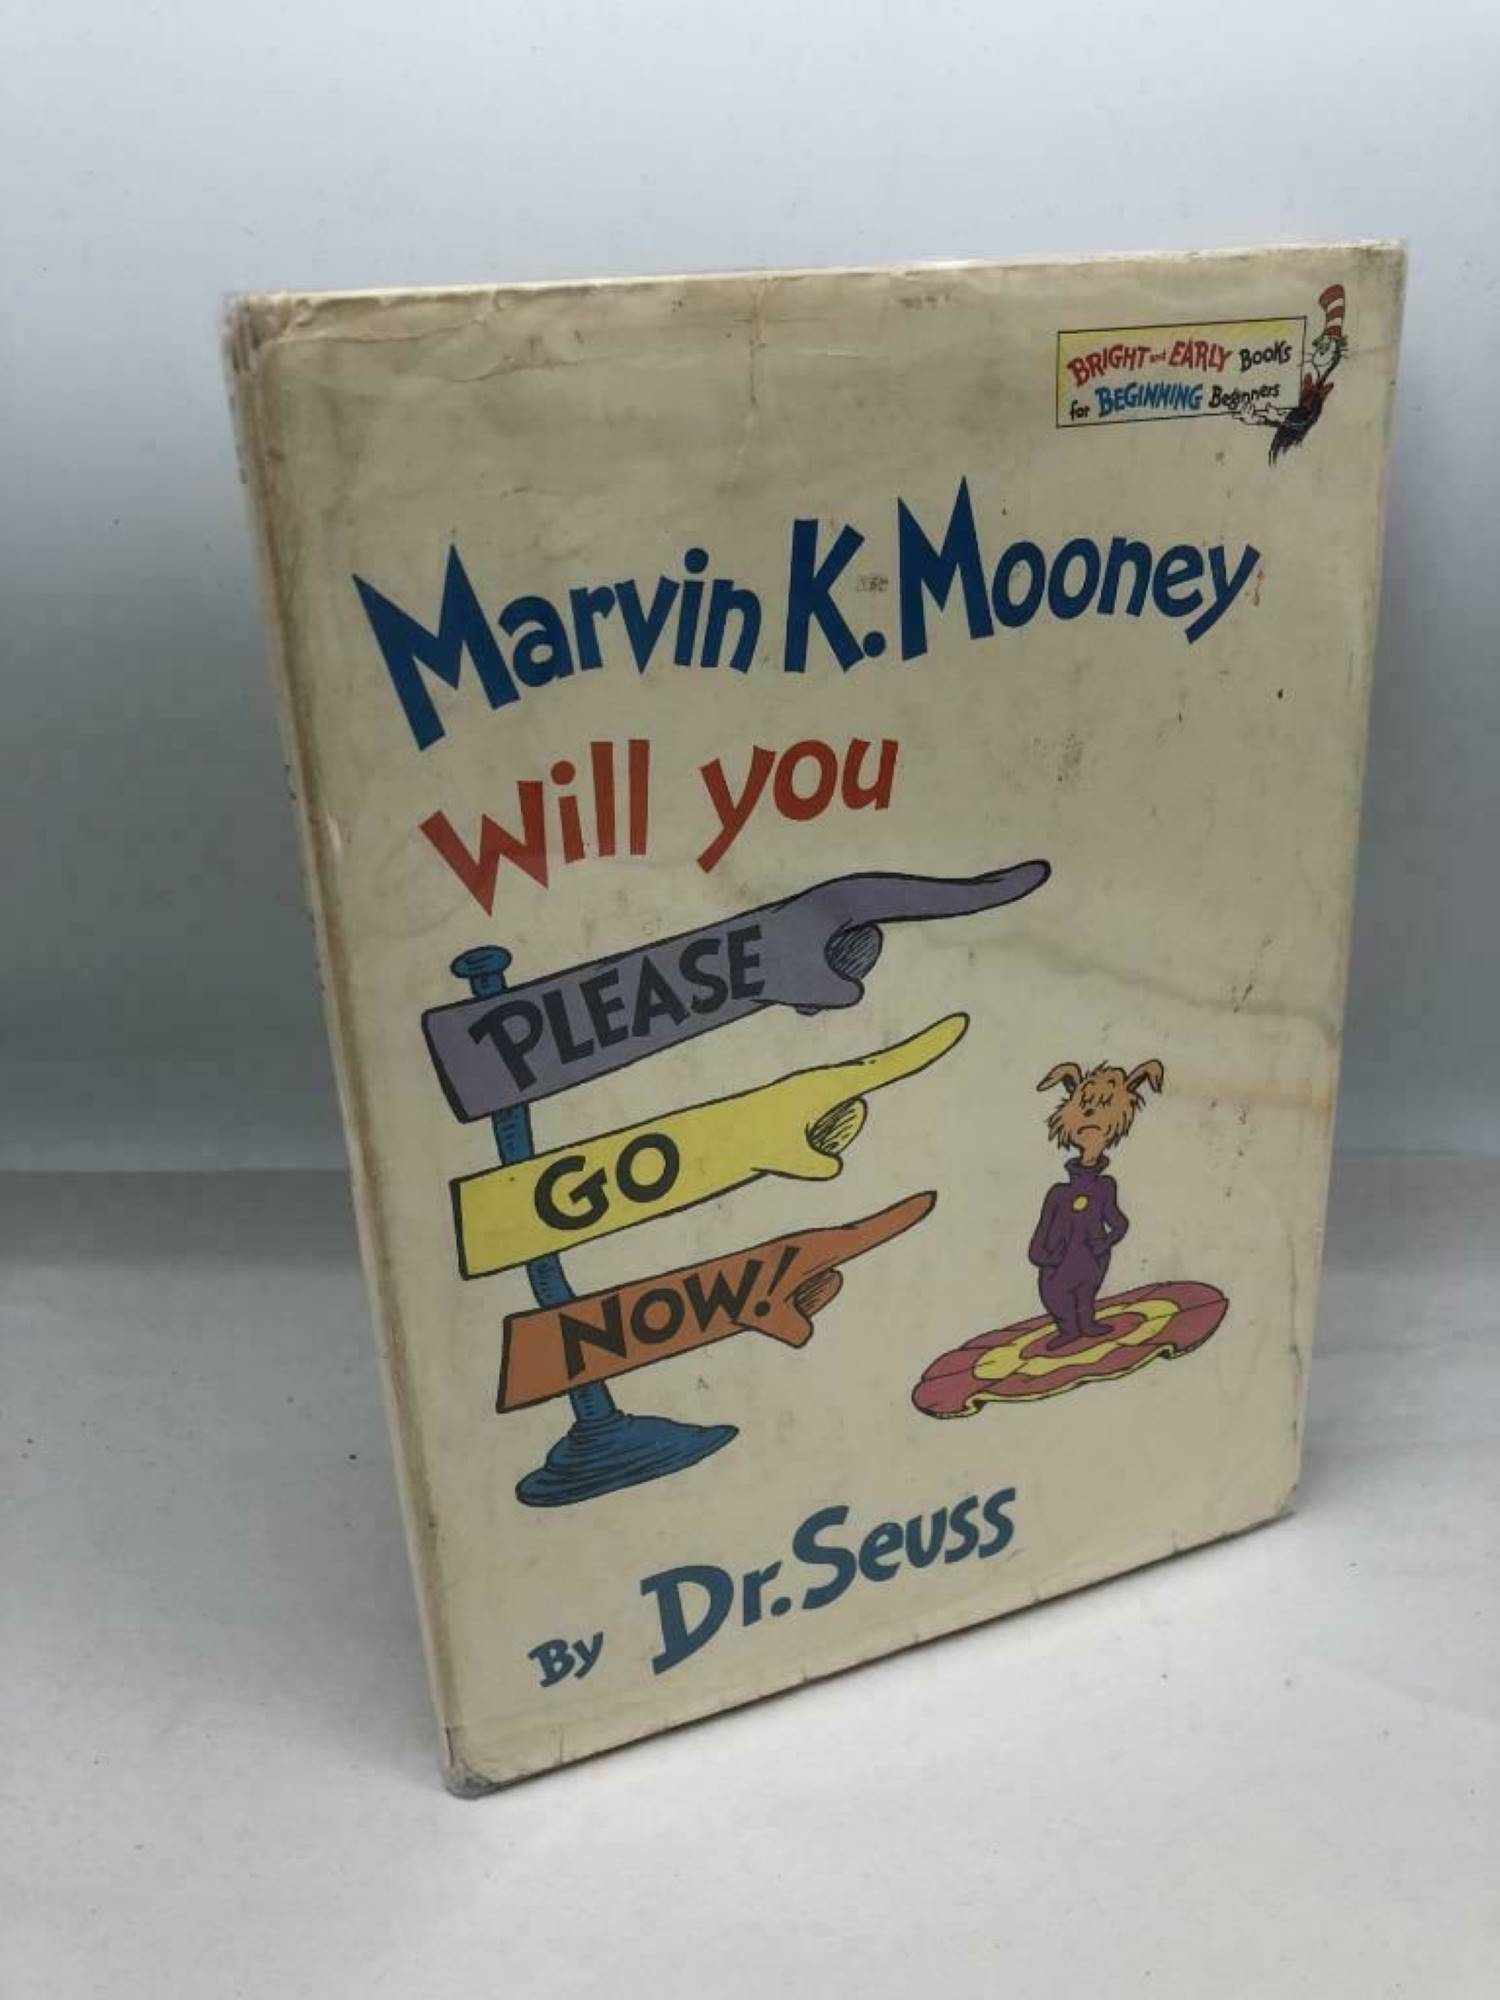 BRIGHT and EARLY BOOKS
for BEGINNING Beginners
Marvin K. Mooney
Will you
PLEASE
GO
NOW!
By Dr. Seuss